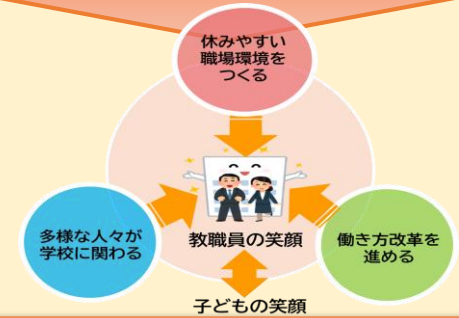 休みやすい
職場環境を
つくる
多様な人々が
学校に関わる
教職員の笑顔
働き方改革を
進める
子どもの笑顔